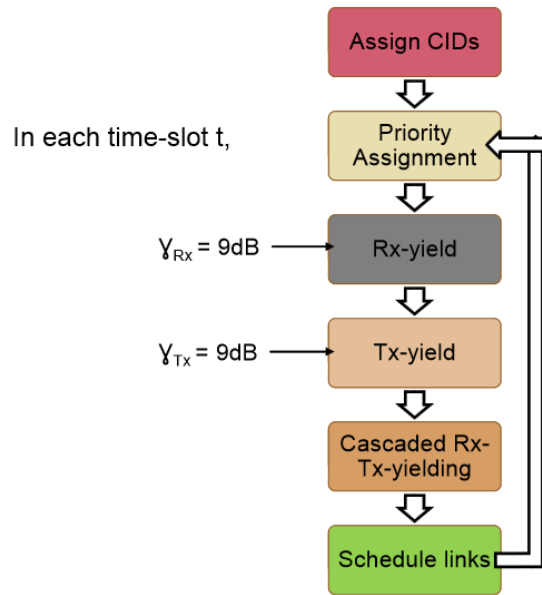 Assign CIDs
In each time-slot t,
Priority
Assignment
ɣRx = 9dB
Rx-yield
ɣTx = 9dB
Tx-yield
Cascaded Rx-
Tx-yielding
Schedule links